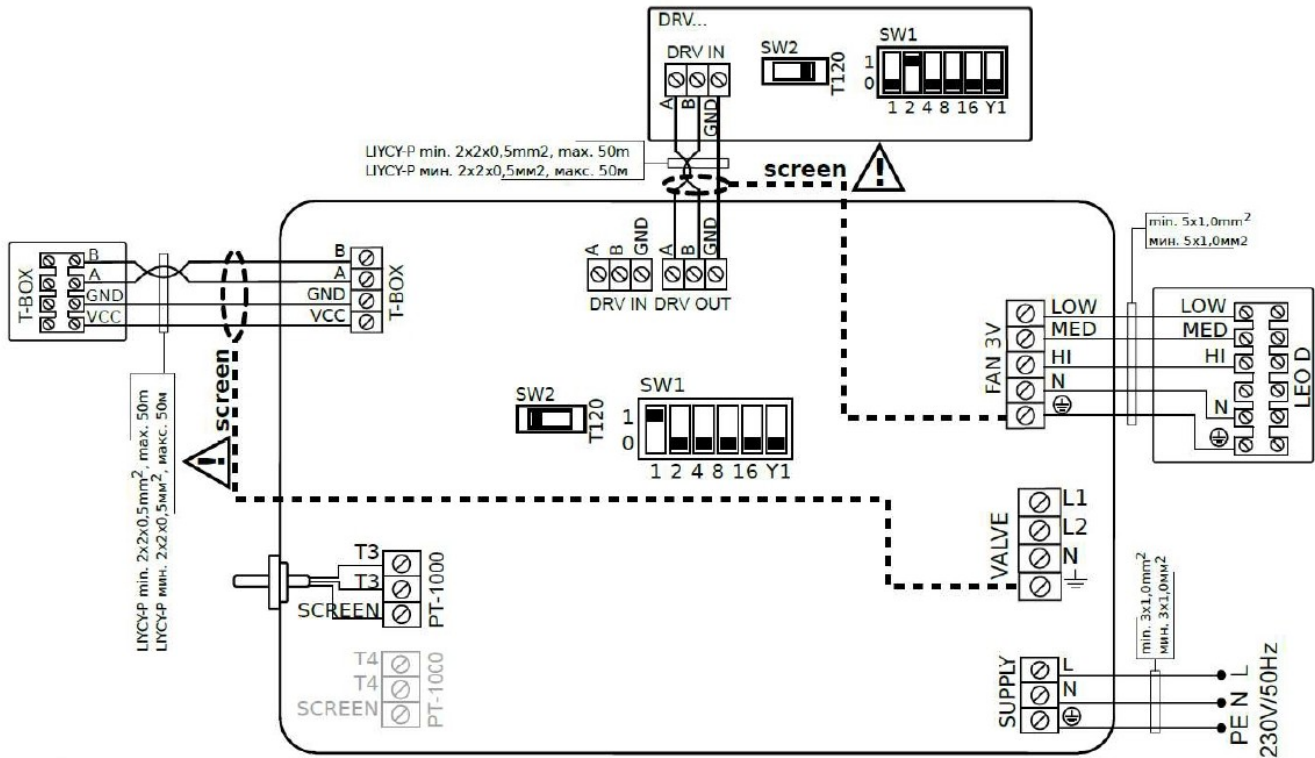 DRV...
DRV IN
A
B
GND
SW2
T120
SW1
1
0
1 2 4 8 16 Y1
LIYCY-P min. 2x2x0,5mm2, max. 50m
LIYCY-P мин. 2x2x0,5мм2, макс. 50м
screen
T-BOX
B
A
GND
VCC
B
A
GND
VCC
T-BOX
screen
LIYCY-P min. 2x2x0,5mm², max. 50m
LIYCY-P мин. 2x2x0,5мм², макс. 50м
A
B
GND
A
B
GND
DRV IN DRV OUT
SW2
T120
SW1
1
0
1 2 4 8 16 Y1
FAN 3V
LOW
MED
HI
N
min. 5x1,0mm²
мин. 5x1,0мм2
LOW
MED
HI
N
LEO D
VALVE
L1
L2
N
T3
T3
SCREEN
PT-1000
T4
T4
SCREEN
PT-1000
SUPPLY
L
N
min. 3x1,0mm²
мин. 3x1,0мм²
L
N
PE
230V/50Hz